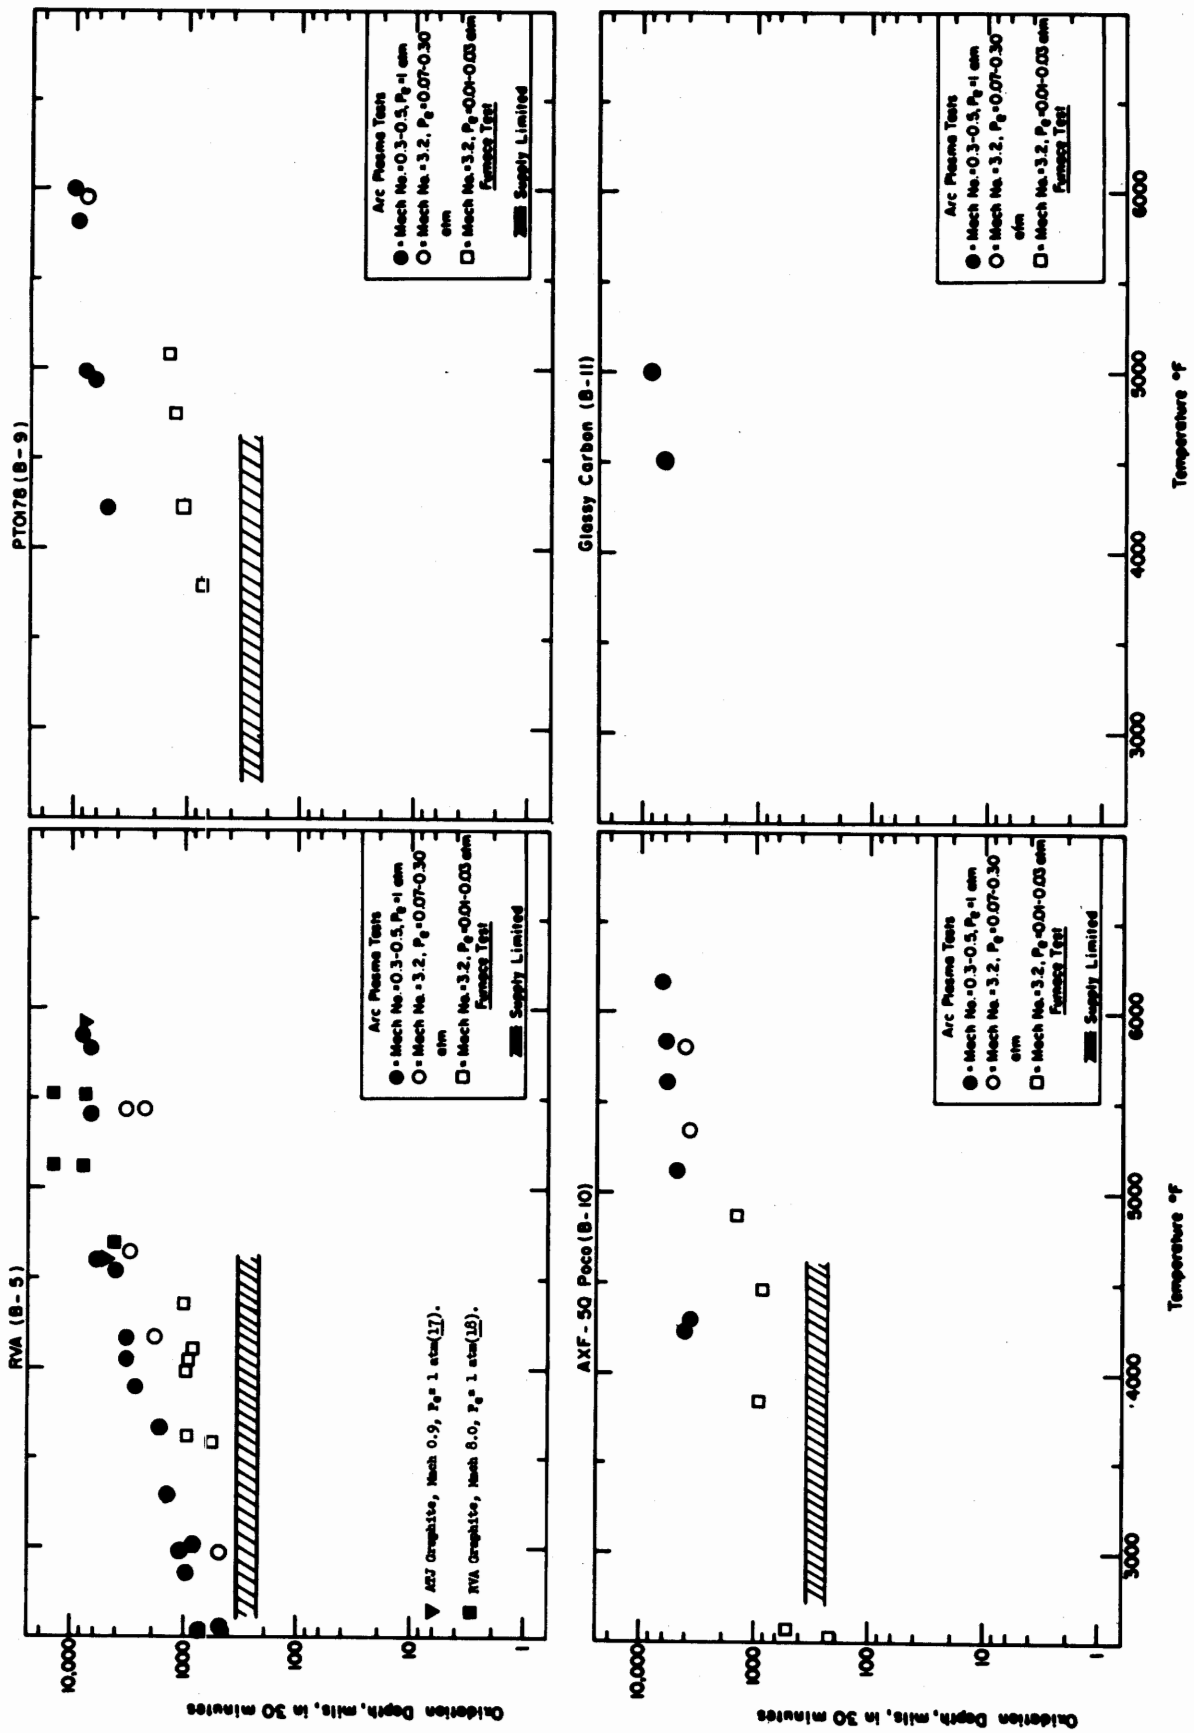 RVA (B-5)
10,000
1000
100
10
1
Oxidation Depth, mils, in 30 minutes
Arc Plasma Tests
● = Mach No.=0.3-0.5, Pe=1 atm
○ = Mach No.=3.2, Pe=0.07-0.30
atm
□ = Mach No.=3.2, Pe=0.01-0.03 atm
Furnace Test
Supply Limited
▼ ATJ Graphite, Mach 0.9, Pe= 1 atm(17).
■ RVA Graphite, Mach 8.0, Pe= 1 atm(18).
PT0178 (B-9)
Arc Plasma Tests
● = Mach No.=0.3-0.5, Pe=1 atm
○ = Mach No.=3.2, Pe=0.07-0.30
atm
□ = Mach No.=3.2, Pe=0.01-0.03 atm
Furnace Test
Supply Limited
AXF-5Q Poco (B-10)
10,000
1000
100
10
1
Oxidation Depth, mils, in 30 minutes
Arc Plasma Tests
● = Mach No.=0.3-0.5, Pe=1 atm
○ = Mach No.=3.2, Pe=0.07-0.30
atm
□ = Mach No.=3.2, Pe=0.01-0.03 atm
Furnace Test
Supply Limited
3000
4000
5000
6000
Temperature °F
Glassy Carbon (B-11)
10,000
1000
100
10
1
Arc Plasma Tests
● = Mach No.=0.3-0.5, Pe=1 atm
○ = Mach No.=3.2, Pe=0.07-0.30
atm
□ = Mach No.=3.2, Pe=0.01-0.03 atm
Furnace Test
3000
4000
5000
6000
Temperature °F